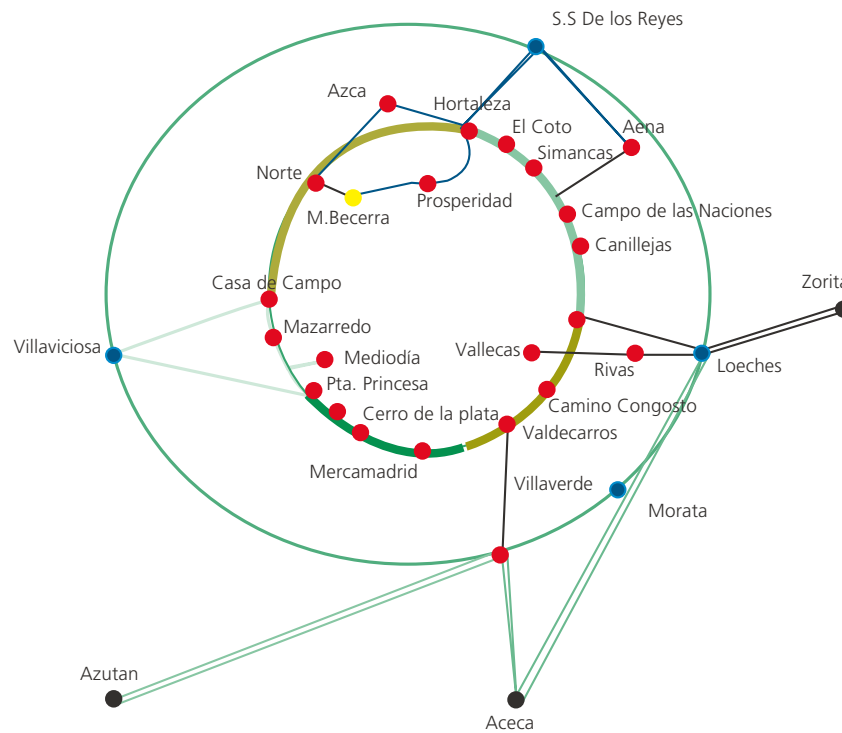 S.S De los Reyes
Azca
Hortaleza
El Coto
Aena
Simancas
Norte
Prosperidad
M.Becerra
Campo de las Naciones
Canillejas
Casa de Campo
Zorita
Mazarredo
Villaviciosa
Mediodía
Vallecas
Rivas
Loeches
Pta. Princesa
Camino Congosto
Cerro de la plata
Valdecarros
Mercamadrid
Villaverde
Morata
Azutan
Aceca